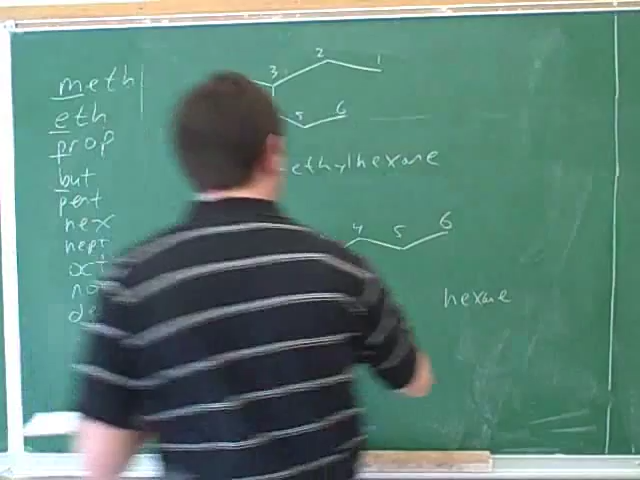 meth
eth
prop
but
pent
hex
hept
oct
3 2 1
5 6
ethylhexane
4 5 6
hexane